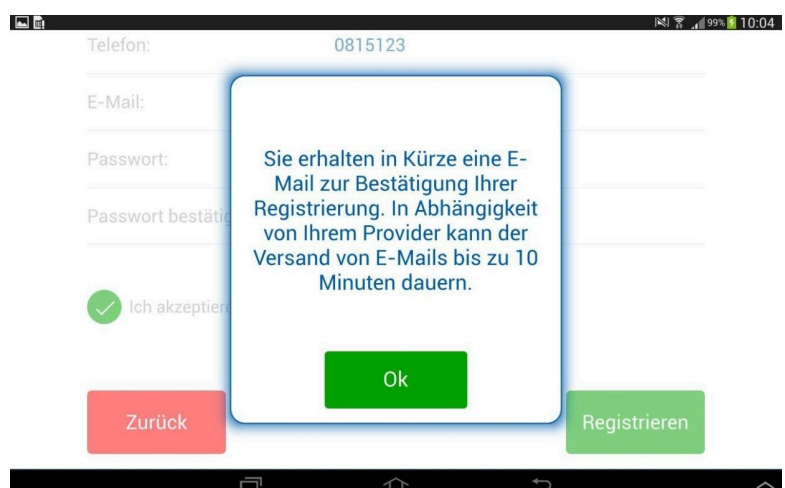 99% 10:04
Telefon: 0815123
E-Mail:
Passwort:
Passwort bestätig
Ich akzeptiere
Sie erhalten in Kürze eine E-
Mail zur Bestätigung Ihrer
Registrierung. In Abhängigkeit
von Ihrem Provider kann der
Versand von E-Mails bis zu 10
Minuten dauern.
Ok
Zurück
Registrieren